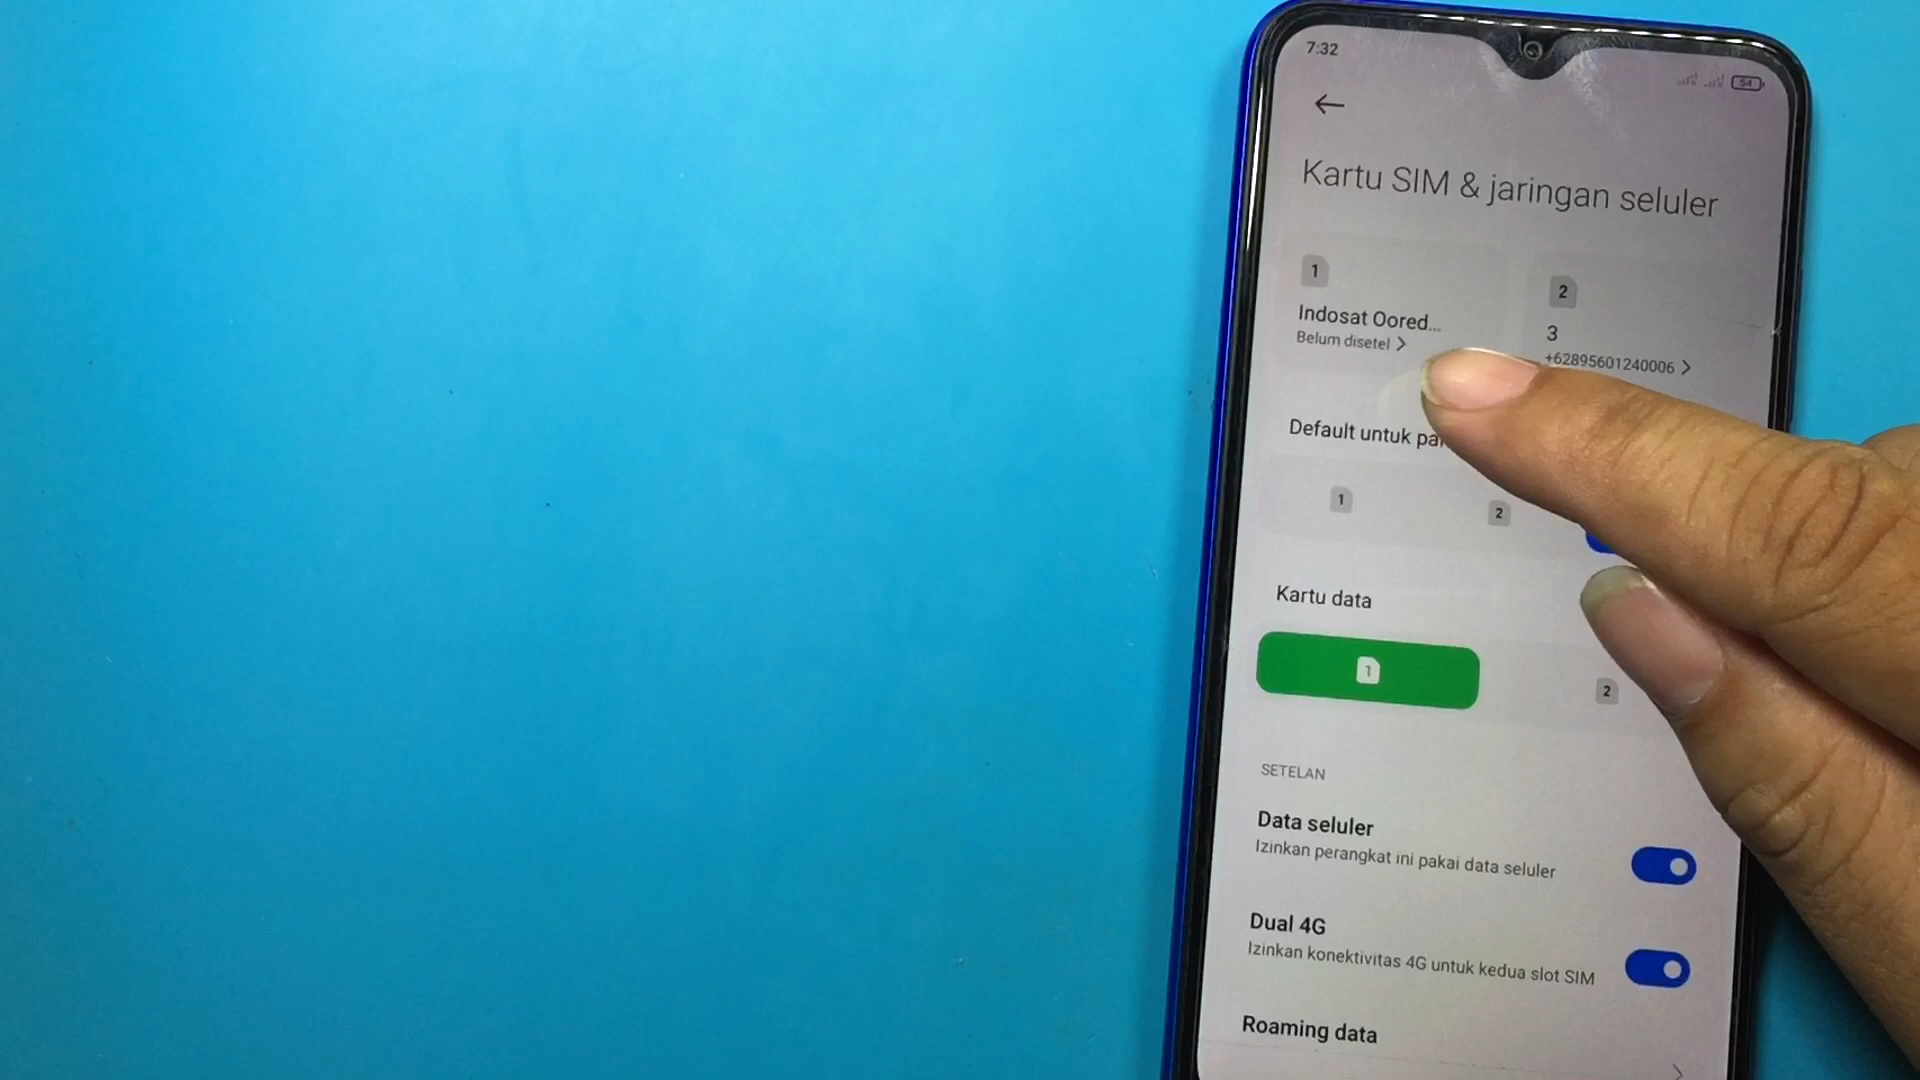 7:32
54
Kartu SIM & jaringan seluler
1
Indosat Oored...
Belum disetel
2
3
+62895601240006
Default untuk
1
2
Kartu data
1
2
SETELAN
Data seluler
Izinkan perangkat ini pakai data seluler
Dual 4G
Izinkan konektivitas 4G untuk kedua slot SIM
Roaming data